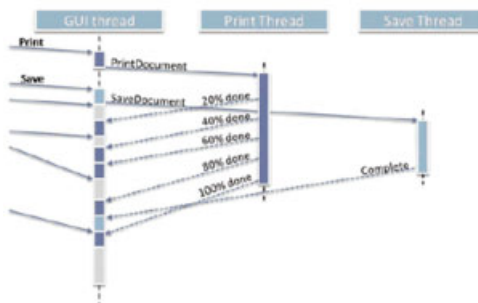 GUI thread
Print Thread
Save Thread
Print
PrintDocument
Save
SaveDocument
20% done
40% done
60% done
80% done
100% done
Complete